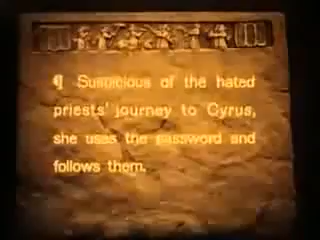 ¶ Suspicious of the hated
priests' journey to Cyrus,
she uses the password and
follows them.